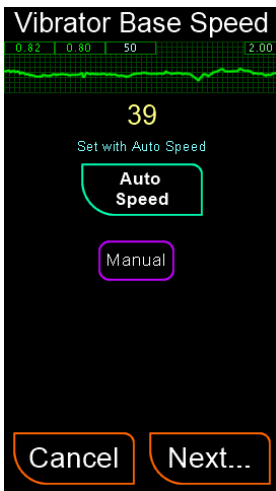 Vibrator Base Speed
0.82 0.80 50 2.00
39
Set with Auto Speed
Auto
Speed
Manual
Cancel Next...